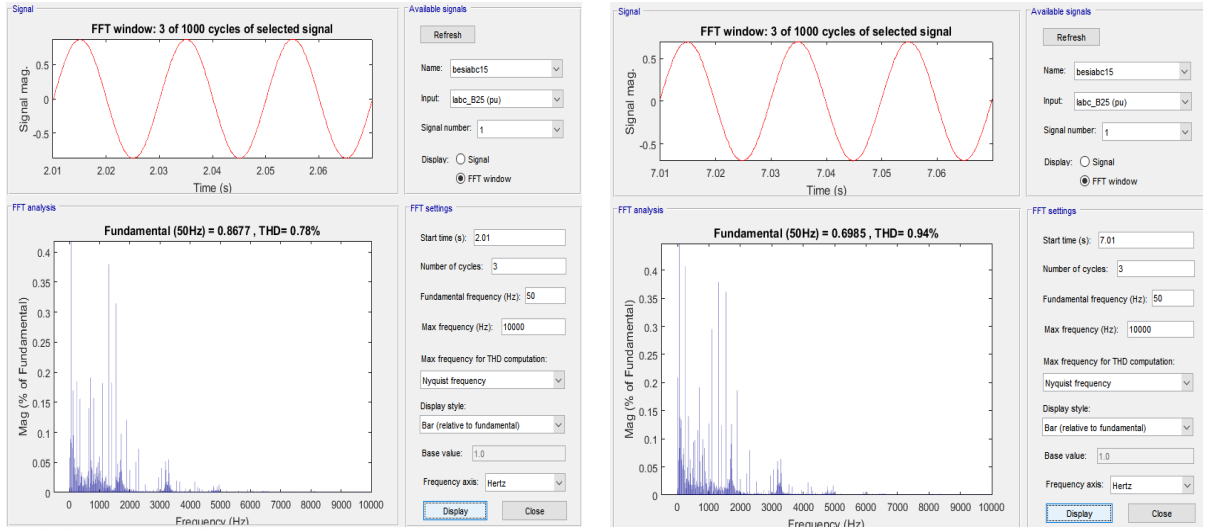 Signal
FFT window: 3 of 1000 cycles of selected signal
0.5
0
-0.5
Signal mag.
2.01 2.02 2.03 2.04 2.05 2.06
Time (s)
Available signals
Refresh
Name: besiabc15
Input: Iabc_B25 (pu)
Signal number: 1
Display: Signal
FFT window
FFT analysis
Fundamental (50Hz) = 0.8677 , THD= 0.78%
0.4
0.35
0.3
0.25
0.2
0.15
0.1
0.05
0
Mag (% of Fundamental)
0 1000 2000 3000 4000 5000 6000 7000 8000 9000 10000
Frequency (Hz)
FFT settings
Start time (s): 2.01
Number of cycles: 3
Fundamental frequency (Hz): 50
Max frequency (Hz): 10000
Max frequency for THD computation:
Nyquist frequency
Display style:
Bar (relative to fundamental)
Base value: 1.0
Frequency axis: Hertz
Display Close
Signal
FFT window: 3 of 1000 cycles of selected signal
0.5
0
-0.5
Signal mag.
7.01 7.02 7.03 7.04 7.05 7.06
Time (s)
Available signals
Refresh
Name: besiabc15
Input: Iabc_B25 (pu)
Signal number: 1
Display: Signal
FFT window
FFT analysis
Fundamental (50Hz) = 0.6985 , THD= 0.94%
0.4
0.35
0.3
0.25
0.2
0.15
0.1
0.05
0
Mag (% of Fundamental)
0 1000 2000 3000 4000 5000 6000 7000 8000 9000 10000
Frequency (Hz)
FFT settings
Start time (s): 7.01
Number of cycles: 3
Fundamental frequency (Hz): 50
Max frequency (Hz): 10000
Max frequency for THD computation:
Nyquist frequency
Display style:
Bar (relative to fundamental)
Base value: 1.0
Frequency axis: Hertz
Display Close